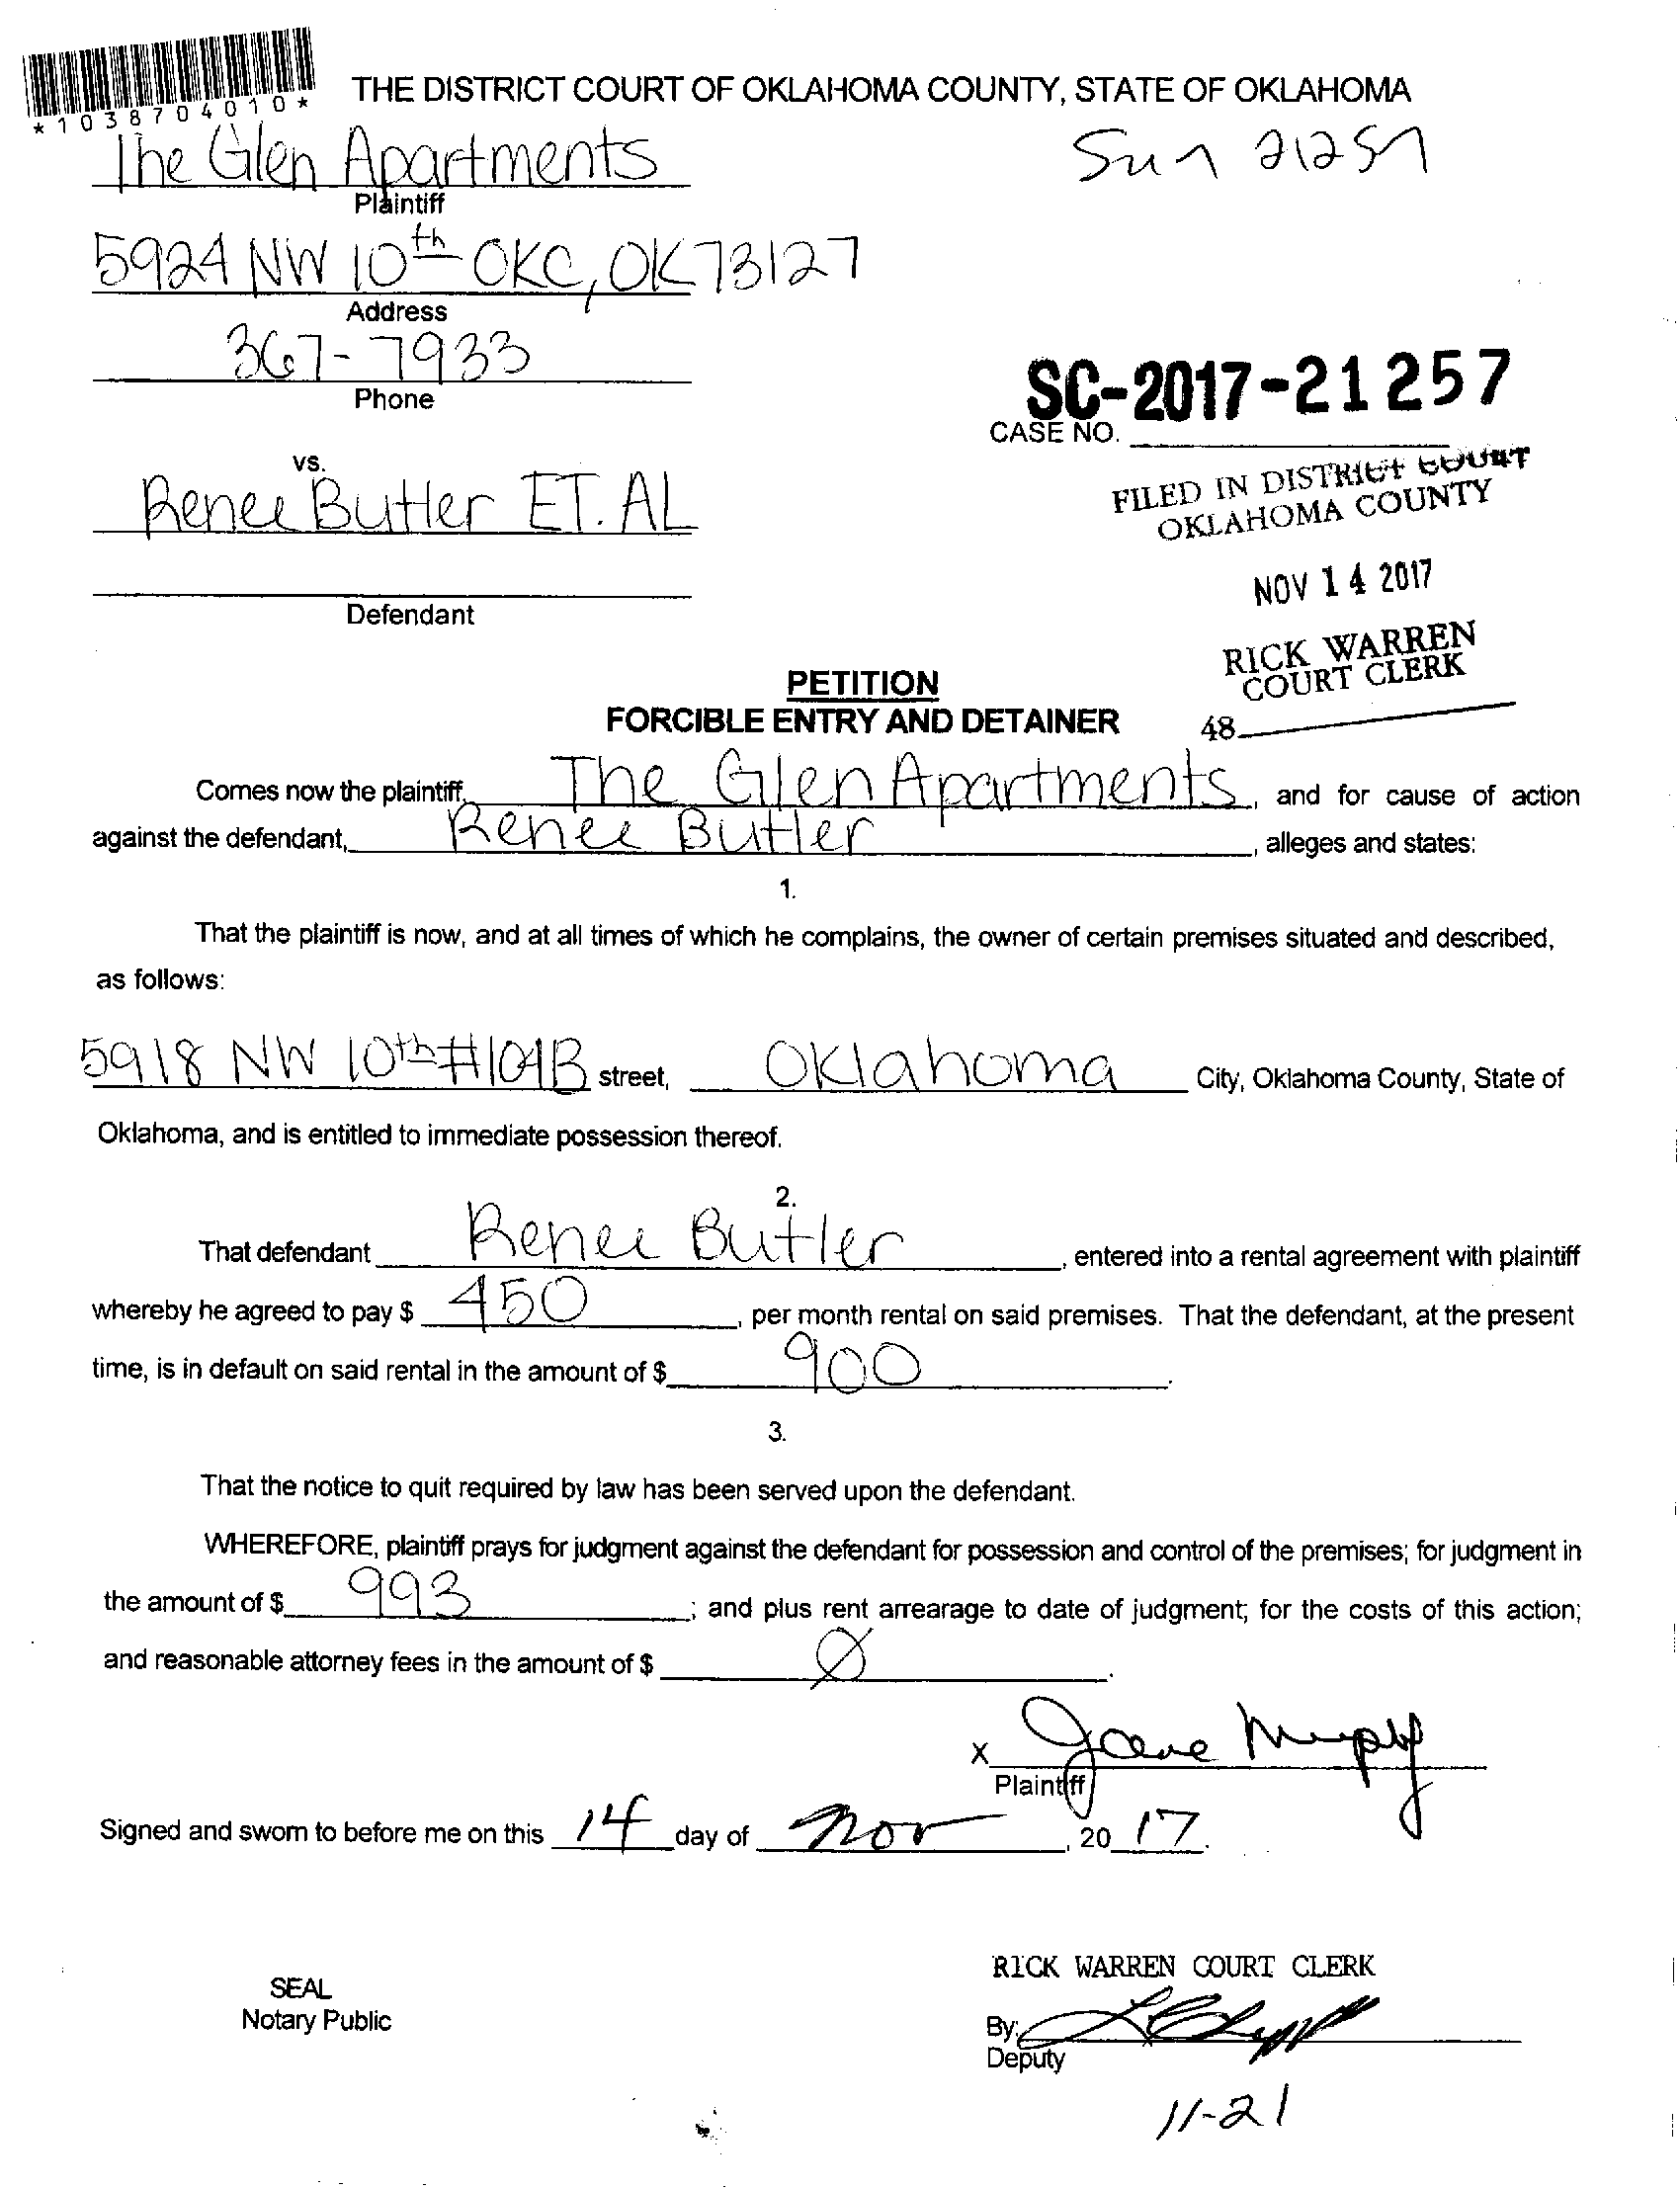 *1038704010*
THE DISTRICT COURT OF OKLAHOMA COUNTY, STATE OF OKLAHOMA
The Glen Apartments
Plaintiff
5924 NW 10th OKC, OK 73127
Address
367-7933
Phone
SC-2017-21257
CASE NO.
vs.
Renee Butler ET. AL
Defendant
FILED IN DISTRICT COURT
OKLAHOMA COUNTY
NOV 14 2017
RICK WARREN
COURT CLERK
48
PETITION
FORCIBLE ENTRY AND DETAINER
Comes now the plaintiff, The Glen Apartments, and for cause of action
against the defendant, Renee Butler, alleges and states:
1.
That the plaintiff is now, and at all times of which he complains, the owner of certain premises situated and described,
as follows:
5918 NW 10th #104B street, Oklahoma City, Oklahoma County, State of
Oklahoma, and is entitled to immediate possession thereof.
2.
That defendant Renee Butler, entered into a rental agreement with plaintiff
whereby he agreed to pay $ 450, per month rental on said premises. That the defendant, at the present
time, is in default on said rental in the amount of $ 900.
3.
That the notice to quit required by law has been served upon the defendant.
WHEREFORE, plaintiff prays for judgment against the defendant for possession and control of the premises; for judgment in
the amount of $ 993; and plus rent arrearage to date of judgment; for the costs of this action;
and reasonable attorney fees in the amount of $ Ø.
X Jane Murphy
Plaintiff
Signed and sworn to before me on this 14 day of Nov, 20 17.
SEAL
Notary Public
RICK WARREN COURT CLERK
By:
Deputy
11-21